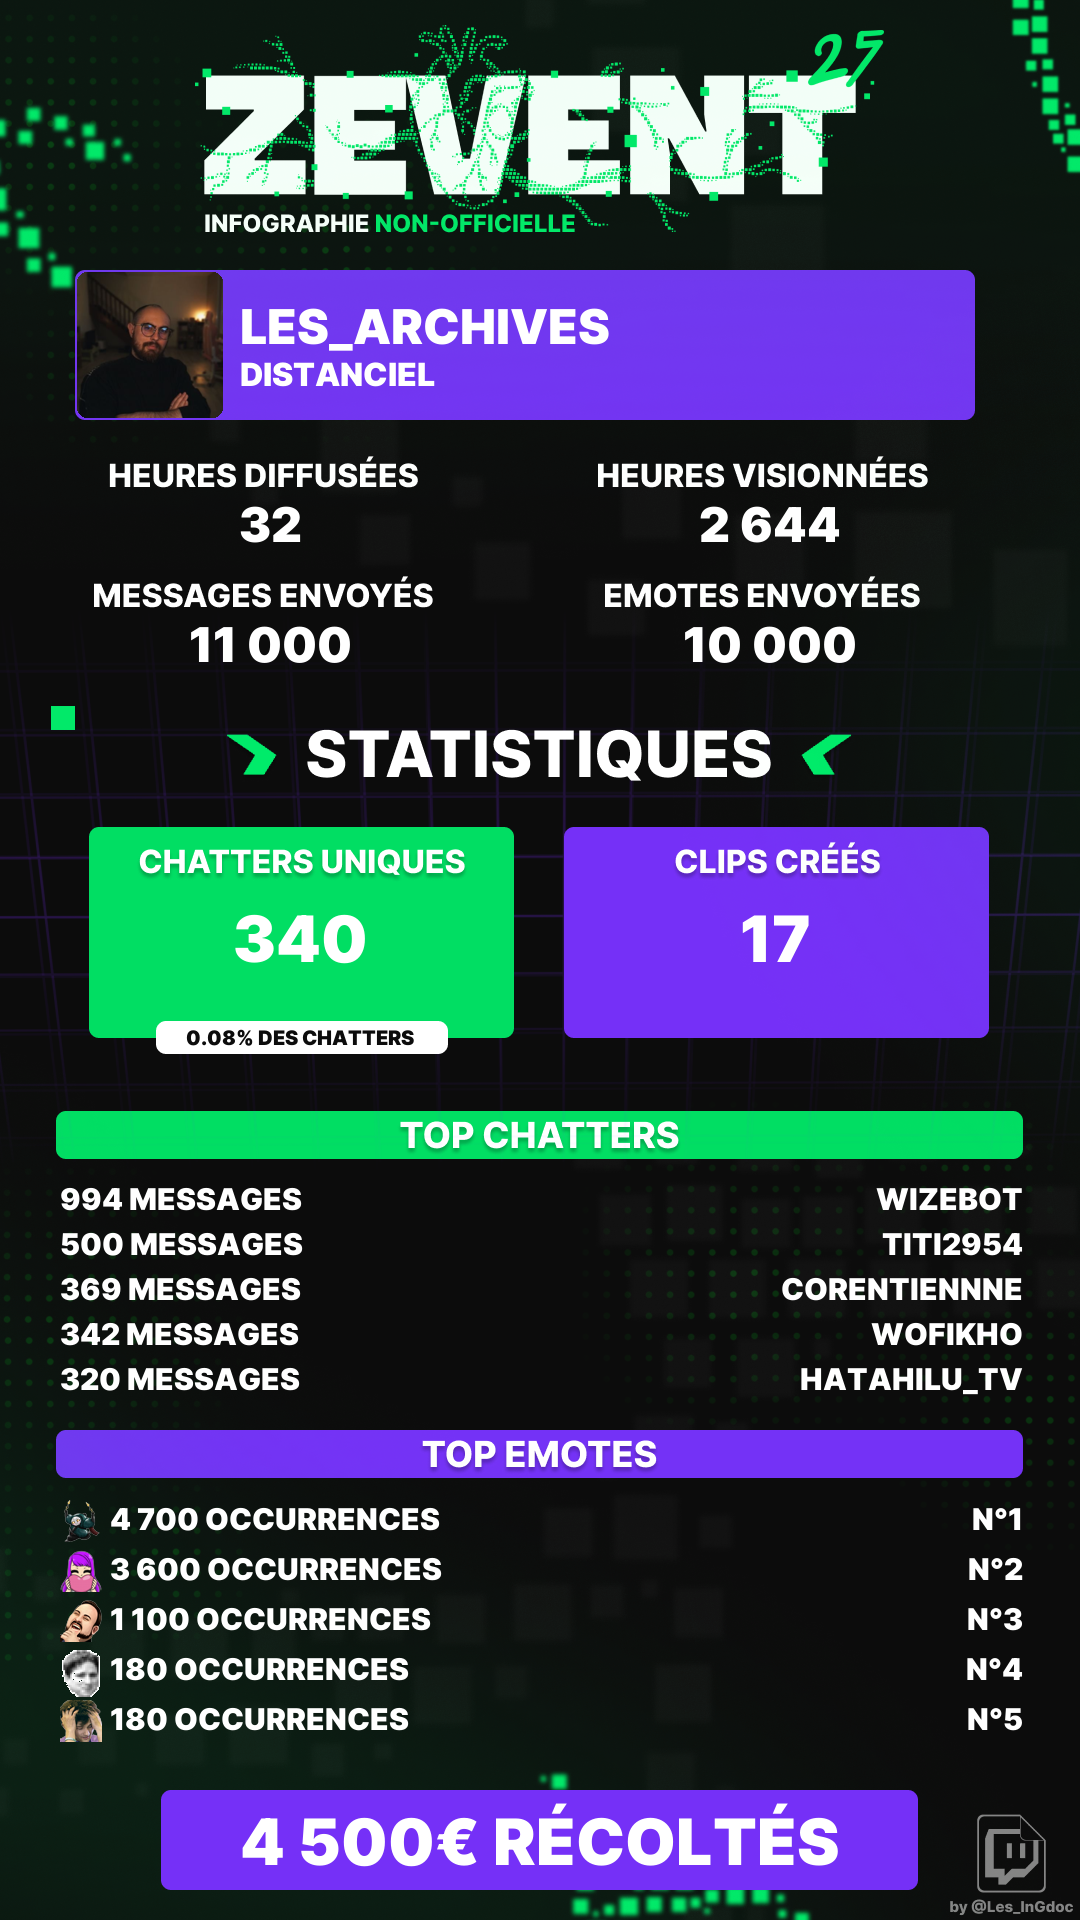 ZEVENT 25
INFOGRAPHIE NON-OFFICIELLE
LES_ARCHIVES
DISTANCIEL
HEURES DIFFUSÉES
32
HEURES VISIONNÉES
2 644
MESSAGES ENVOYÉS
11 000
EMOTES ENVOYÉES
10 000
STATISTIQUES
CHATTERS UNIQUES
340
0.08% DES CHATTERS
CLIPS CRÉÉS
17
TOP CHATTERS
994 MESSAGES WIZEBOT
500 MESSAGES TITI2954
369 MESSAGES CORENTIENNNE
342 MESSAGES WOFIKHO
320 MESSAGES HATAHILU_TV
TOP EMOTES
4 700 OCCURRENCES N°1
3 600 OCCURRENCES N°2
1 100 OCCURRENCES N°3
180 OCCURRENCES N°4
180 OCCURRENCES N°5
4 500€ RÉCOLTÉS
by @Les_InGdoc